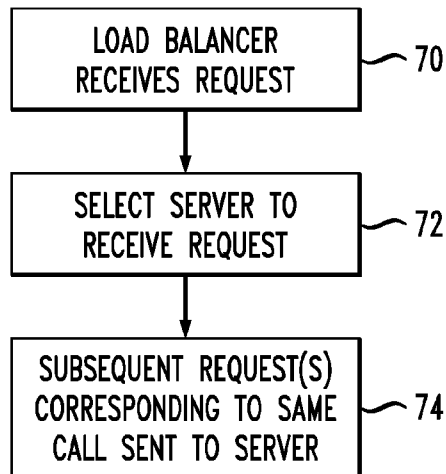 LOAD BALANCER
RECEIVES REQUEST
70
SELECT SERVER TO
RECEIVE REQUEST
72
SUBSEQUENT REQUEST(S)
CORRESPONDING TO SAME
CALL SENT TO SERVER
74